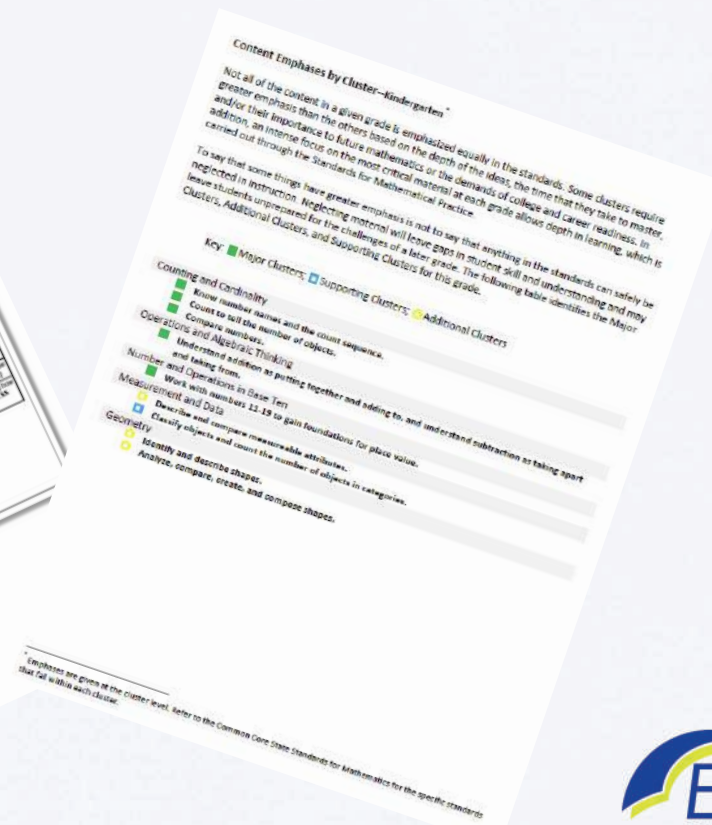 Content Emphases by Cluster--Kindergarten *
Not all of the content in a given grade is emphasized equally in the standards. Some clusters require
greater emphasis than the others based on the depth of the ideas, the time that they take to master,
and/or their importance to future mathematics or the demands of college and career readiness. In
addition, an intense focus on the most critical material at each grade allows depth in learning, which is
carried out through the Standards for Mathematical Practice.
To say that some things have greater emphasis is not to say that anything in the standards can safely be
neglected in instruction. Neglecting material will leave gaps in student skill and understanding and may
leave students unprepared for the challenges of a later grade. The following table identifies the Major
Clusters, Additional Clusters, and Supporting Clusters for this grade.
Key: Major Clusters; Supporting Clusters; Additional Clusters
Counting and Cardinality
Know number names and the count sequence.
Count to tell the number of objects.
Compare numbers.
Operations and Algebraic Thinking
Understand addition as putting together and adding to, and understand subtraction as taking apart
and taking from.
Number and Operations in Base Ten
Work with numbers 11-19 to gain foundations for place value.
Measurement and Data
Describe and compare measureable attributes.
Classify objects and count the number of objects in categories.
Geometry
Identify and describe shapes.
Analyze, compare, create, and compose shapes.
* Emphases are given at the cluster level. Refer to the Common Core State Standards for Mathematics for the specific standards
that fall within each cluster.
E